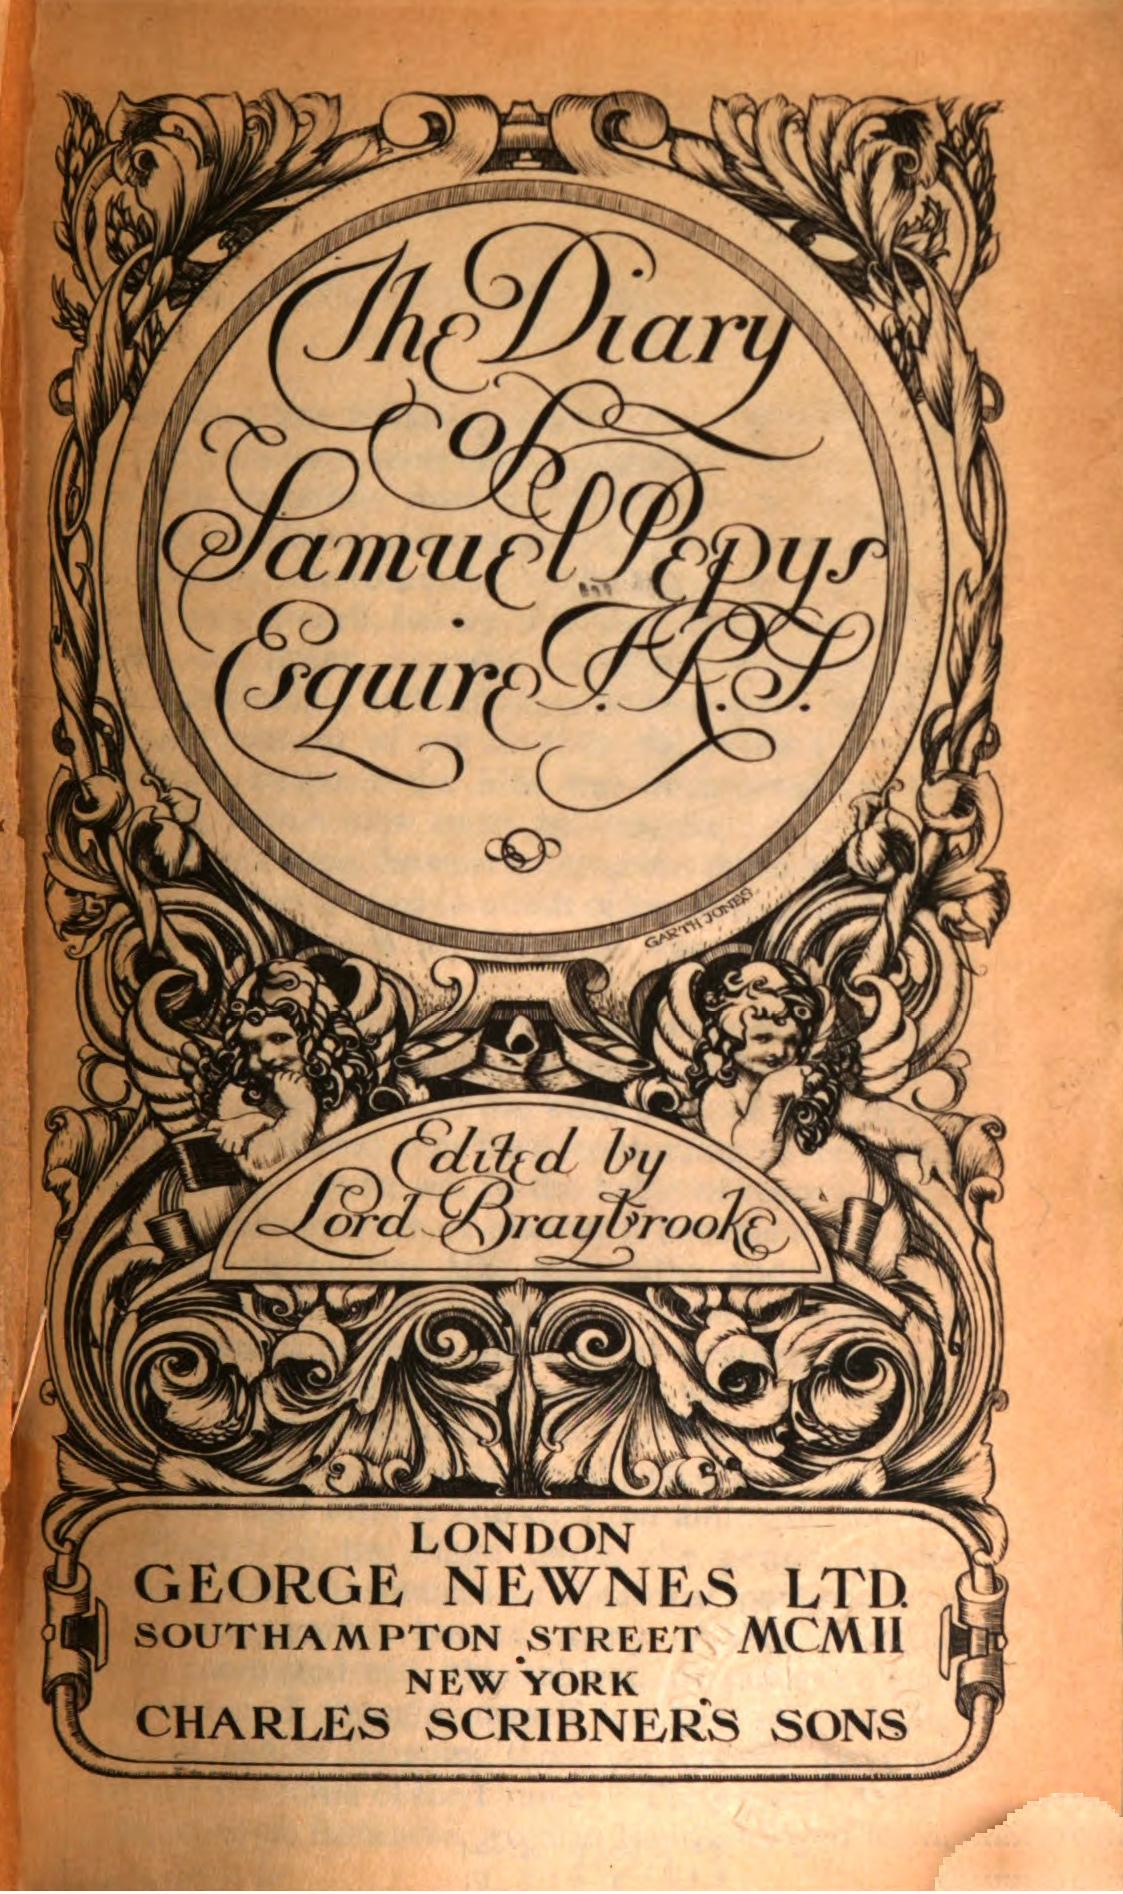 The Diary
of
Samuel Pepys
Esquire F.R.S.
GARTH JONES
Edited by
Lord Braybrooke
LONDON
GEORGE NEWNES LTD.
SOUTHAMPTON STREET MCMII
NEW YORK
CHARLES SCRIBNER'S SONS